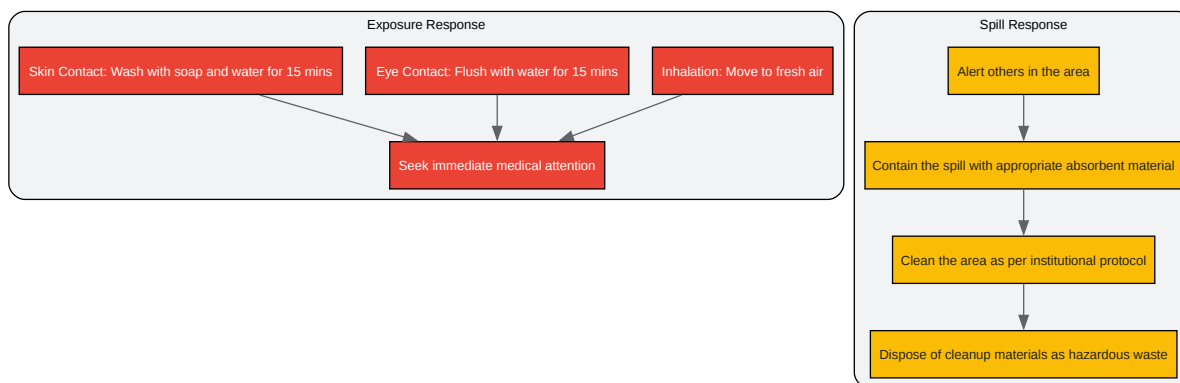 Exposure Response
Skin Contact: Wash with soap and water for 15 mins
Eye Contact: Flush with water for 15 mins
Inhalation: Move to fresh air
Seek immediate medical attention
Spill Response
Alert others in the area
Contain the spill with appropriate absorbent material
Clean the area as per institutional protocol
Dispose of cleanup materials as hazardous waste